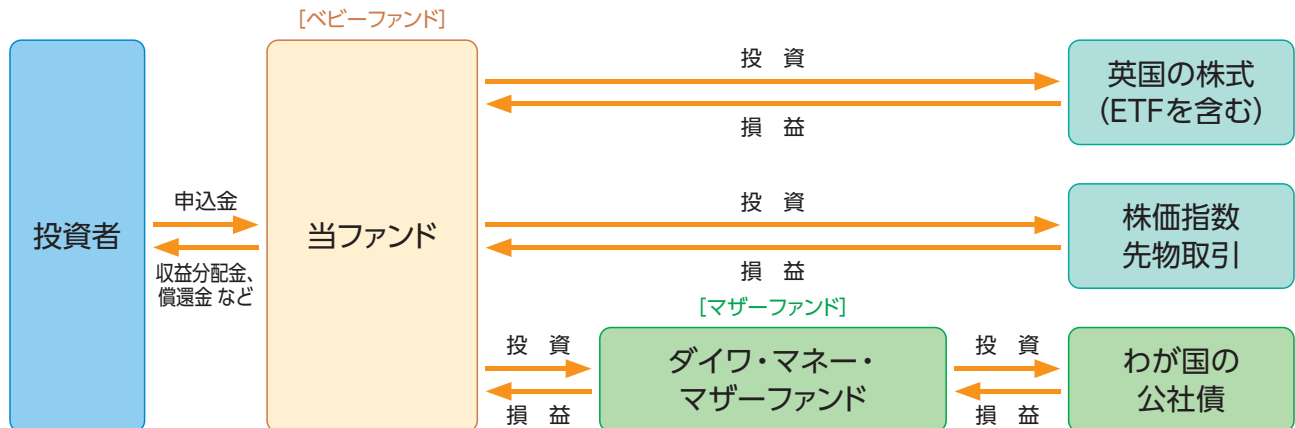 [ベビーファンド]
投資者
申込金
収益分配金、
償還金 など
当ファンド
投 資
損 益
英国の株式
(ETFを含む)
投 資
損 益
株価指数
先物取引
[マザーファンド]
投 資
損 益
ダイワ・マネー・
マザーファンド
投 資
損 益
わが国の
公社債